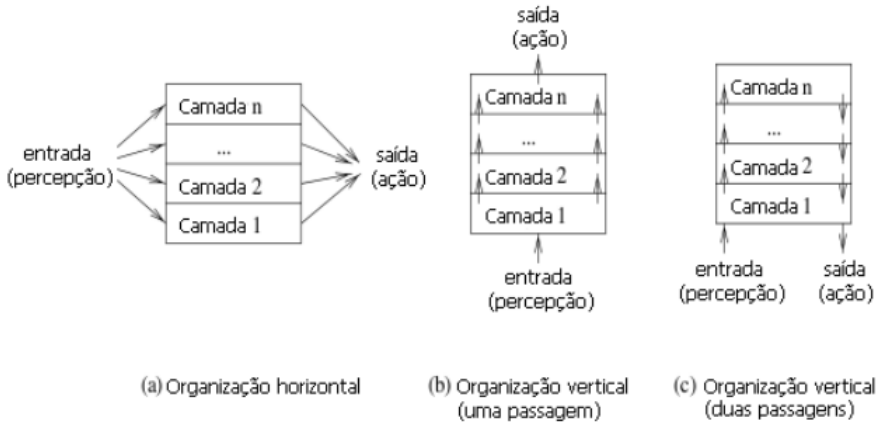 entrada
(percepção)
Camada n
...
Camada 2
Camada 1
saída
(ação)
(a) Organização horizontal
saída
(ação)
Camada n
...
Camada 2
Camada 1
entrada
(percepção)
(b) Organização vertical
(uma passagem)
Camada n
...
Camada 2
Camada 1
entrada
(percepção)
saída
(ação)
(c) Organização vertical
(duas passagens)